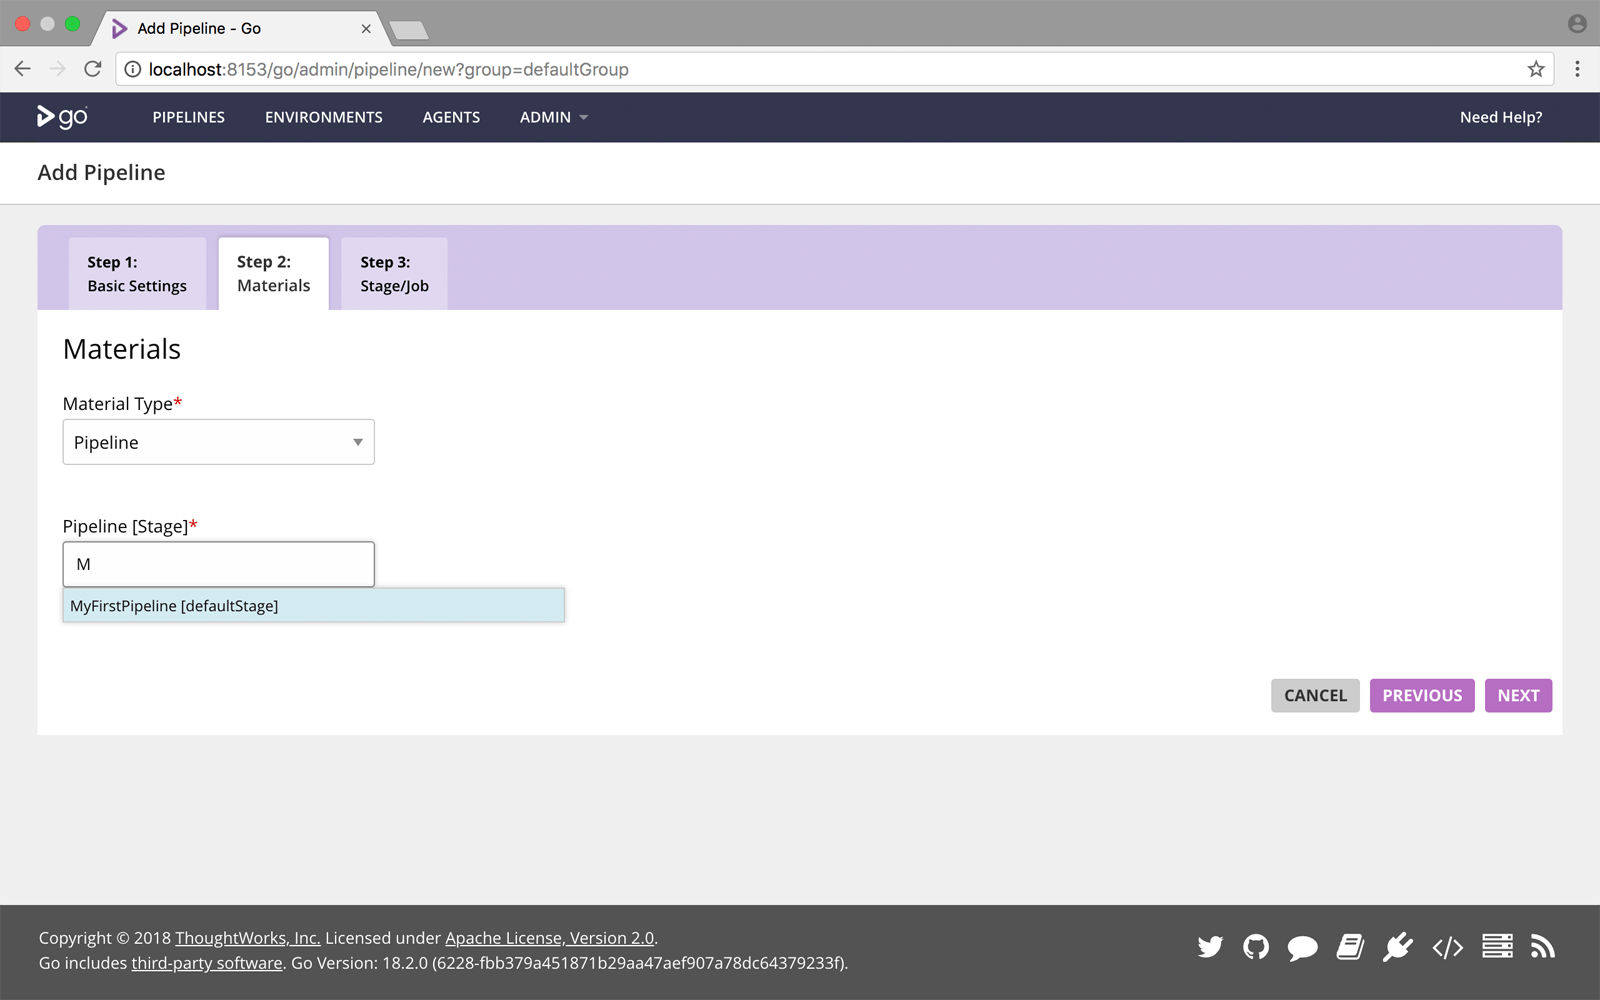 Add Pipeline - Go
localhost:8153/go/admin/pipeline/new?group=defaultGroup
go PIPELINES ENVIRONMENTS AGENTS ADMIN Need Help?
Add Pipeline
Step 1:
Basic Settings
Step 2:
Materials
Step 3:
Stage/Job
Materials
Material Type*
Pipeline
Pipeline [Stage]*
M
MyFirstPipeline [defaultStage]
CANCEL PREVIOUS NEXT
Copyright © 2018 ThoughtWorks, Inc. Licensed under Apache License, Version 2.0.
Go includes third-party software. Go Version: 18.2.0 (6228-fbb379a451871b29aa47aef907a78dc64379233f).